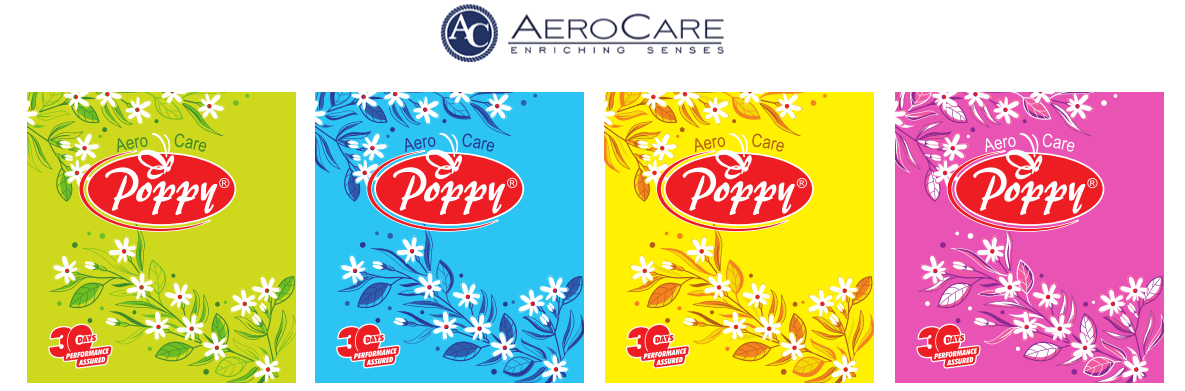 AC AEROCARE
ENRICHING SENSES
Aero Care
Poppy®
30 DAYS
PERFORMANCE
ASSURED
Aero Care
Poppy®
30 DAYS
PERFORMANCE
ASSURED
Aero Care
Poppy®
30 DAYS
PERFORMANCE
ASSURED
Aero Care
Poppy®
30 DAYS
PERFORMANCE
ASSURED